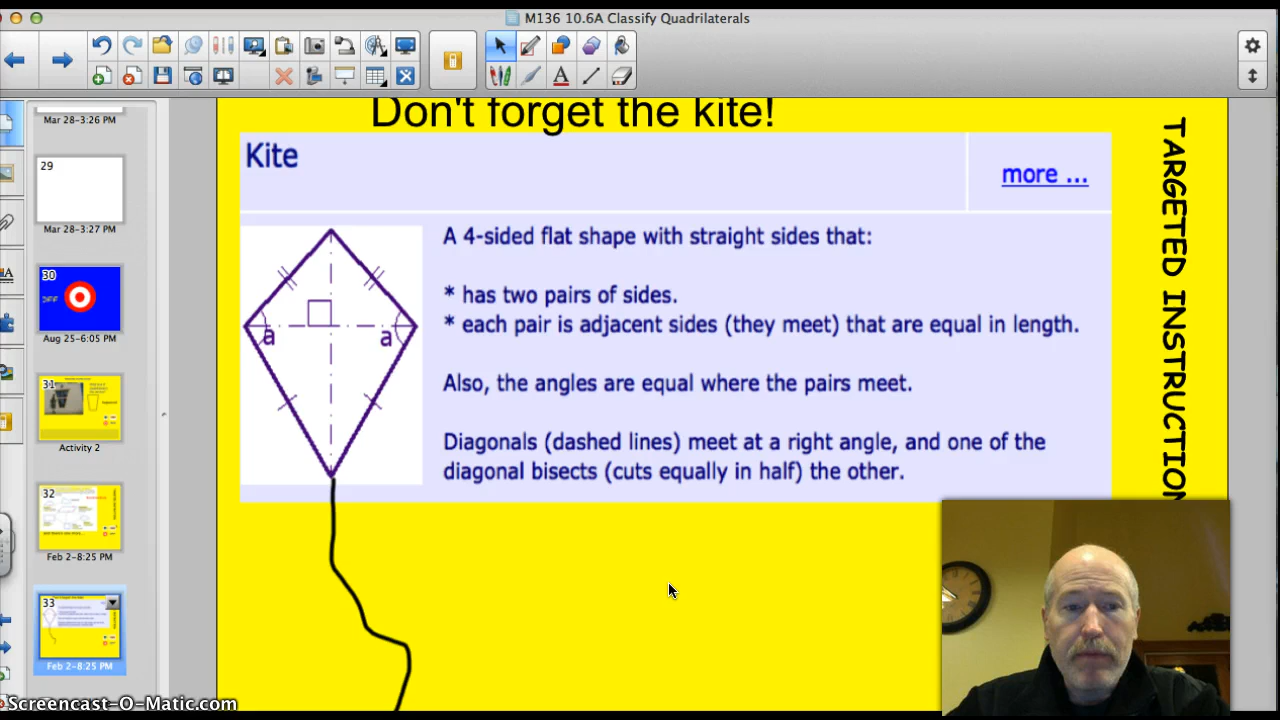 M136 10.6A Classify Quadrilaterals
Mar 28-3:26 PM
29
Mar 28-3:27 PM
30
Aug 25-6:05 PM
31
Activity 2
32
Feb 2-8:25 PM
33
Feb 2-8:25 PM
Don't forget the kite!
Kite
more ...
a
a
A 4-sided flat shape with straight sides that:
* has two pairs of sides.
* each pair is adjacent sides (they meet) that are equal in length.
Also, the angles are equal where the pairs meet.
Diagonals (dashed lines) meet at a right angle, and one of the
diagonal bisects (cuts equally in half) the other.
TARGETED INSTRUCTION
Screencast-O-Matic.com